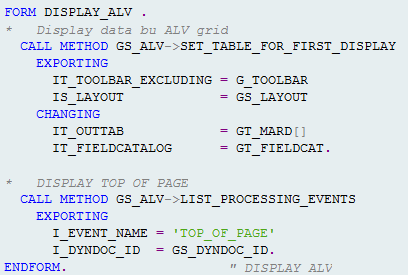 FORM DISPLAY_ALV .
*   Display data bu ALV grid
  CALL METHOD GS_ALV->SET_TABLE_FOR_FIRST_DISPLAY
    EXPORTING
      IT_TOOLBAR_EXCLUDING = G_TOOLBAR
      IS_LAYOUT            = GS_LAYOUT
    CHANGING
      IT_OUTTAB            = GT_MARD[]
      IT_FIELDCATALOG      = GT_FIELDCAT.
*   DISPLAY TOP OF PAGE
  CALL METHOD GS_ALV->LIST_PROCESSING_EVENTS
    EXPORTING
      I_EVENT_NAME = 'TOP_OF_PAGE'
      I_DYNDOC_ID  = GS_DYNDOC_ID.
ENDFORM.                    " DISPLAY ALV